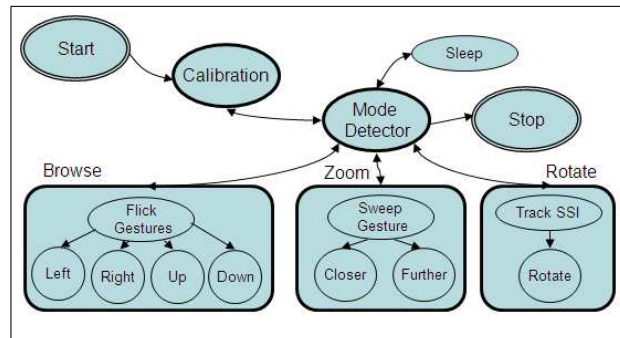 Start
Calibration
Sleep
Mode
Detector
Stop
Browse
Zoom
Rotate
Flick
Gestures
Left
Right
Up
Down
Sweep
Gesture
Closer
Further
Track SSI
Rotate